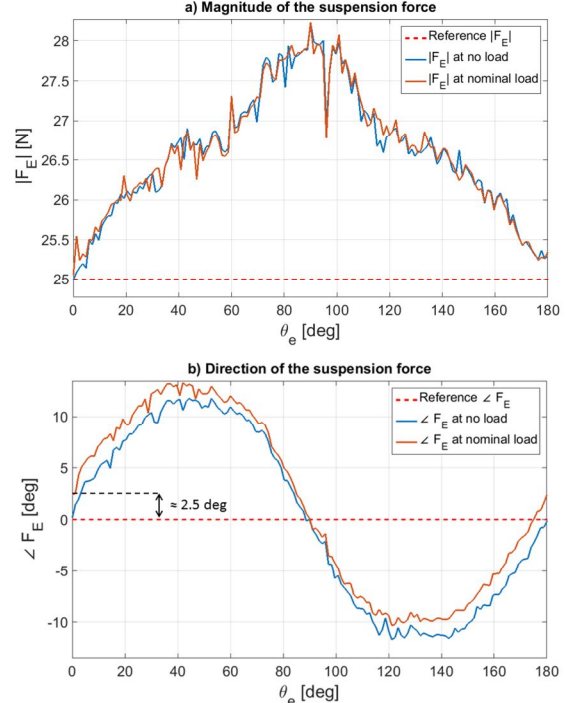 a) Magnitude of the suspension force
28
27.5
27
26.5
26
25.5
25
|F_E| [N]
Reference |F_E|
|F_E| at no load
|F_E| at nominal load
0 20 40 60 80 100 120 140 160 180
θ_e [deg]
b) Direction of the suspension force
10
5
0
-5
-10
∠ F_E [deg]
Reference ∠ F_E
∠ F_E at no load
∠ F_E at nominal load
≈ 2.5 deg
0 20 40 60 80 100 120 140 160 180
θ_e [deg]